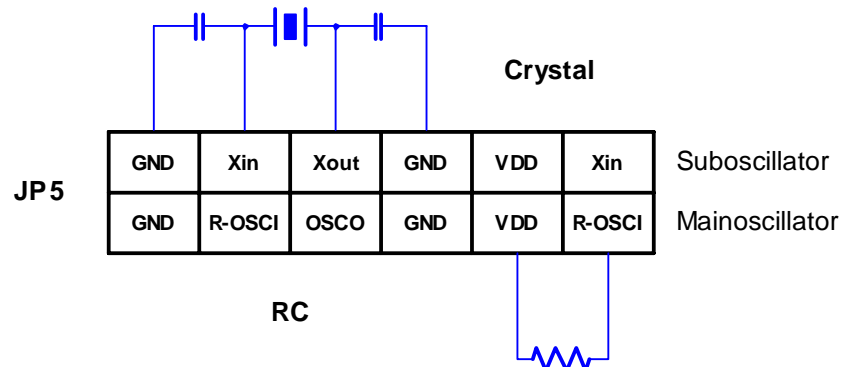 Crystal
GND Xin Xout GND VDD Xin Suboscillator
JP5
GND R-OSCI OSCO GND VDD R-OSCI Mainoscillator
RC